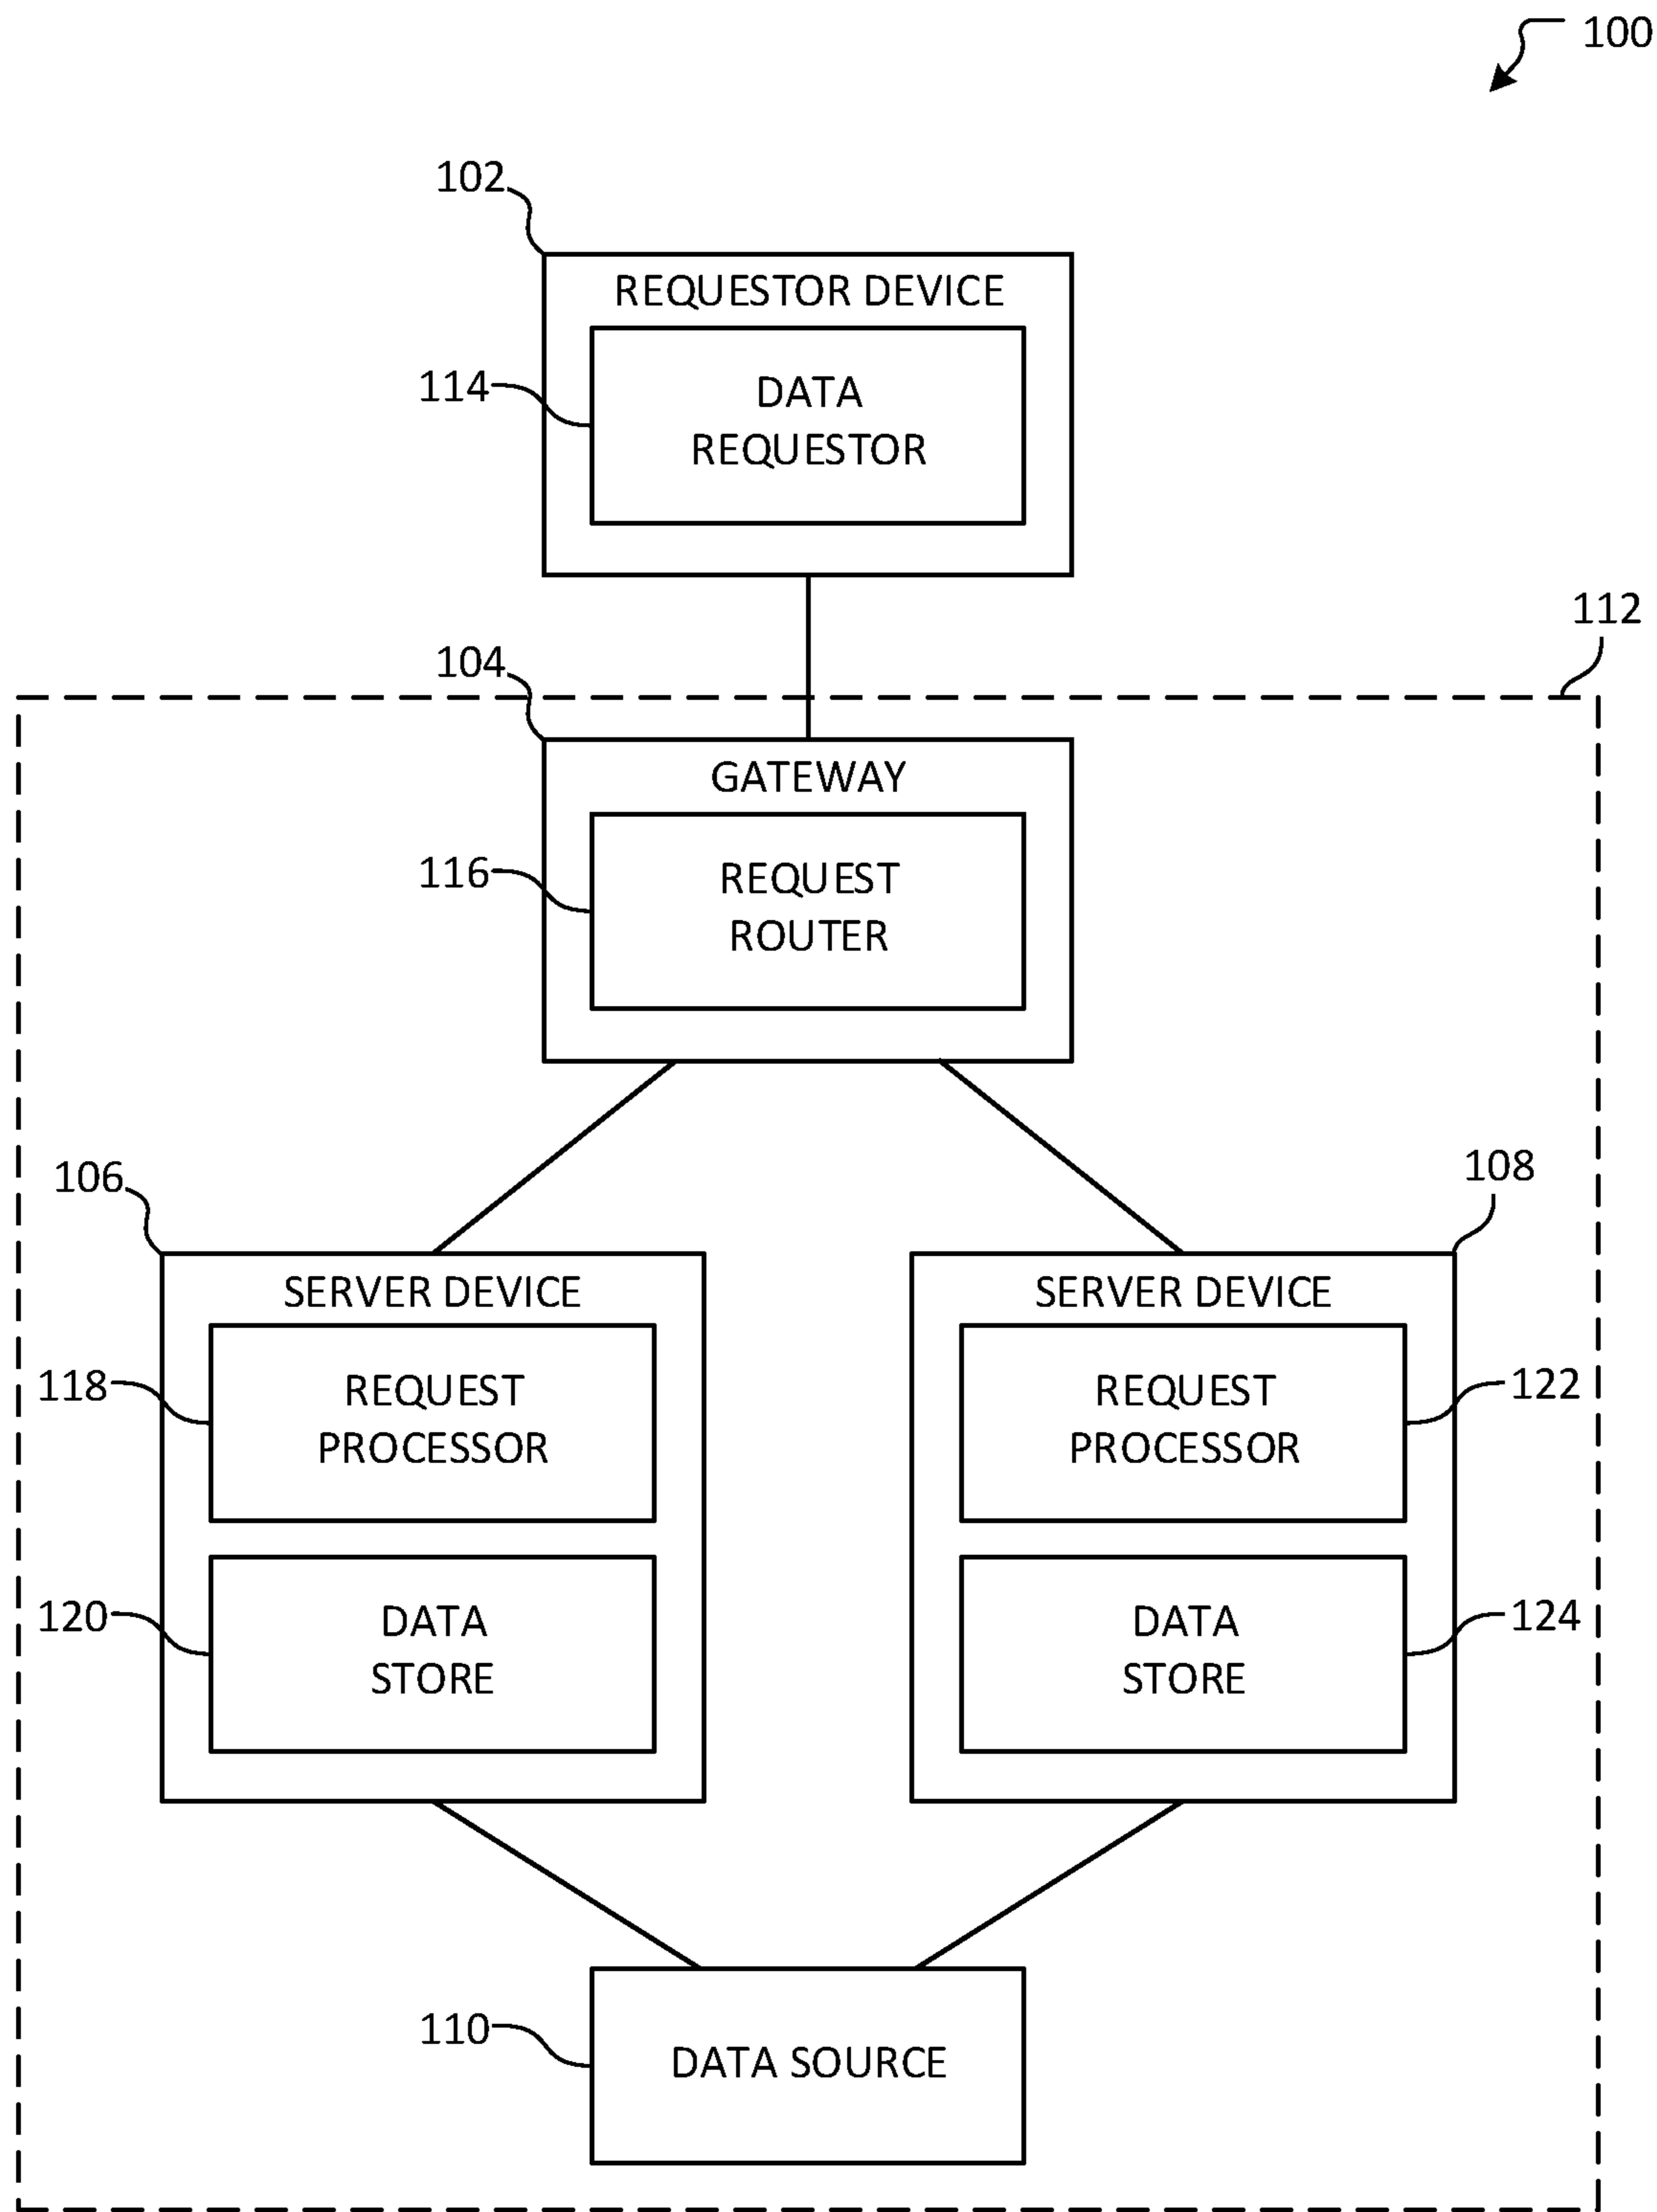 100
102
REQUESTOR DEVICE
114
DATA
REQUESTOR
112
104
GATEWAY
116
REQUEST
ROUTER
106
108
SERVER DEVICE
SERVER DEVICE
118
REQUEST
PROCESSOR
REQUEST
PROCESSOR
122
120
DATA
STORE
DATA
STORE
124
110
DATA SOURCE